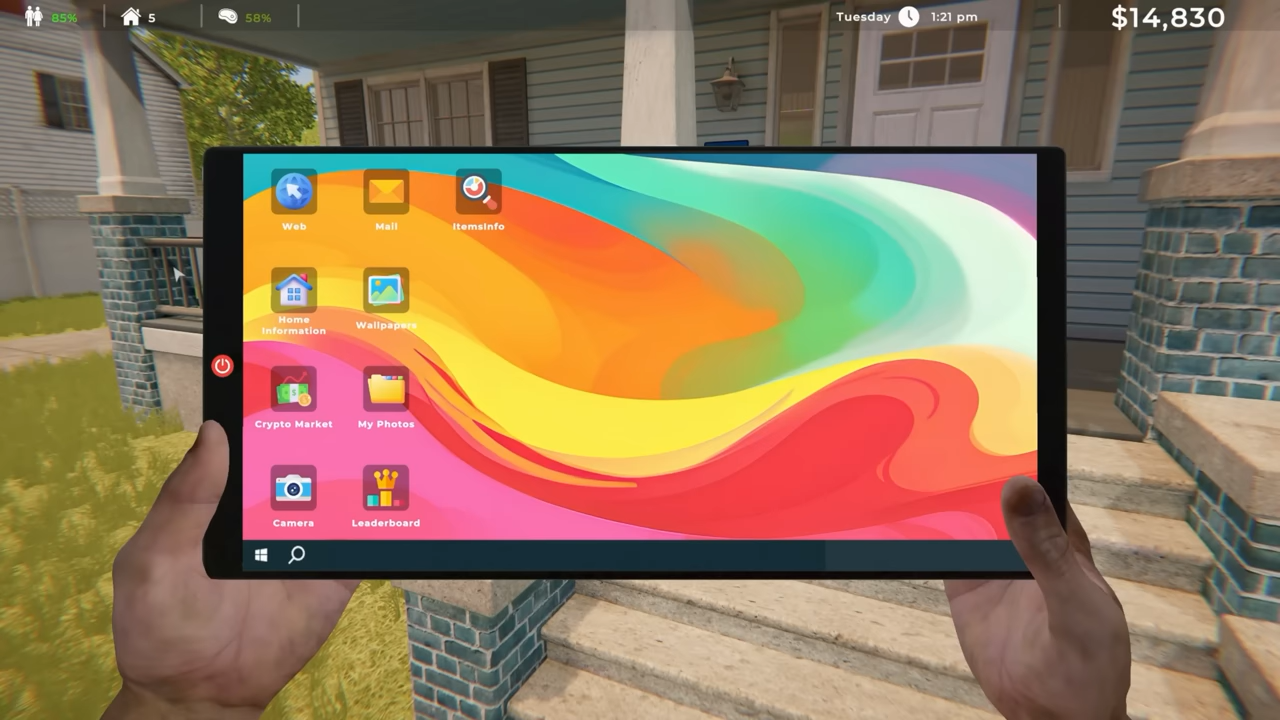 85%
5
58%
Tuesday
1:21 pm
$14,830
Web
Mail
ItemsInfo
Home
Information
Wallpapers
Crypto Market
My Photos
Camera
Leaderboard